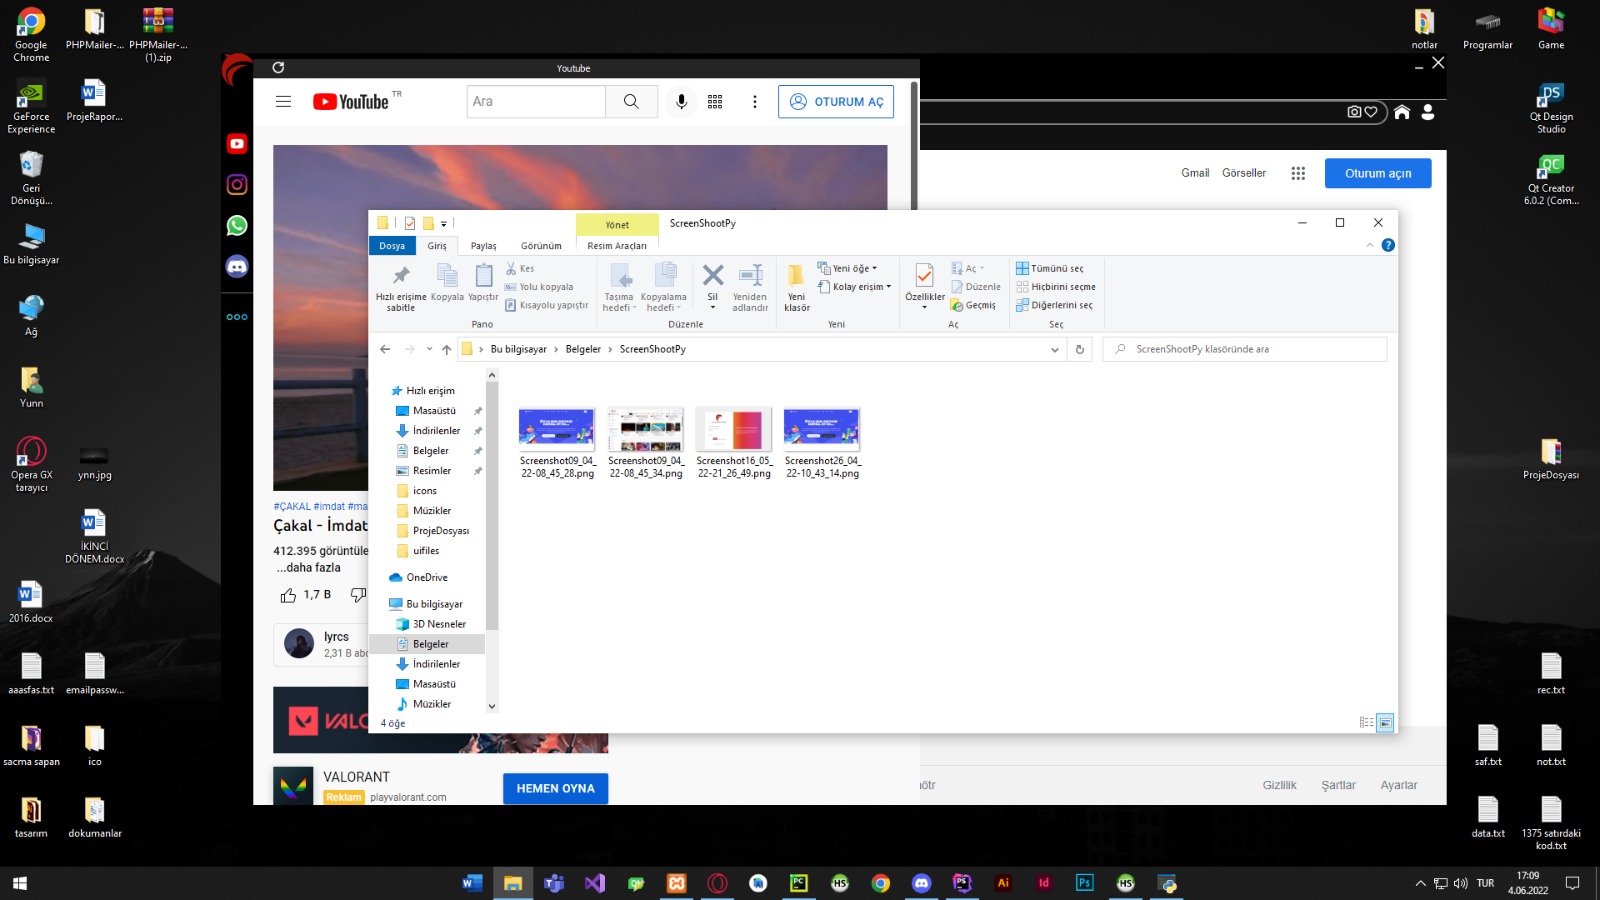 Google Chrome
PHPMailer-...
PHPMailer-... (1).zip
GeForce Experience
ProjeRapor...
Geri Dönüşü...
Bu bilgisayar
Ağ
Yunn
Opera GX tarayıcı
ynn.jpg
İKİNCİ DÖNEM.docx
2016.docx
aaasfas.txt
emailpassw...
sacma sapan
ico
tasarım
dokumanlar
notlar
Programlar
Game
Qt Design Studio
Qt Creator 6.0.2 (Com...
ProjeDosyası
rec.txt
saf.txt
not.txt
data.txt
1375 satırdaki kod.txt
Youtube
YouTube TR
Ara
OTURUM AÇ
Gmail
Görseller
Oturum açın
#ÇAKAL #imdat #ma
Çakal - İmdat
412.395 görüntüle
...daha fazla
1,7 B
lyrcs
2,31 B abo
VALO
VALORANT
Reklam playvalorant.com
HEMEN OYNA
Gizlilik
Şartlar
Ayarlar
Yönet
ScreenShootPy
Dosya
Giriş
Paylaş
Görünüm
Resim Araçları
Hızlı erişime sabitle
Kopyala
Yapıştır
Kes
Yolu kopyala
Kısayolu yapıştır
Pano
Taşıma hedefi
Kopyalama hedefi
Sil
Yeniden adlandır
Düzenle
Yeni klasör
Yeni öğe
Kolay erişim
Yeni
Özellikler
Aç
Düzenle
Geçmiş
Aç
Tümünü seç
Hiçbirini seçme
Diğerlerini seç
Seç
Bu bilgisayar
Belgeler
ScreenShootPy
ScreenShootPy klasöründe ara
Hızlı erişim
Masaüstü
İndirilenler
Belgeler
Resimler
icons
Müzikler
ProjeDosyası
uifiles
OneDrive
Bu bilgisayar
3D Nesneler
Belgeler
İndirilenler
Masaüstü
Müzikler
4 öğe
Screenshot09_04_22-08_45_28.png
Screenshot09_04_22-08_45_34.png
Screenshot16_05_22-21_26_49.png
Screenshot26_04_22-10_43_14.png
TUR
17:09
4.06.2022